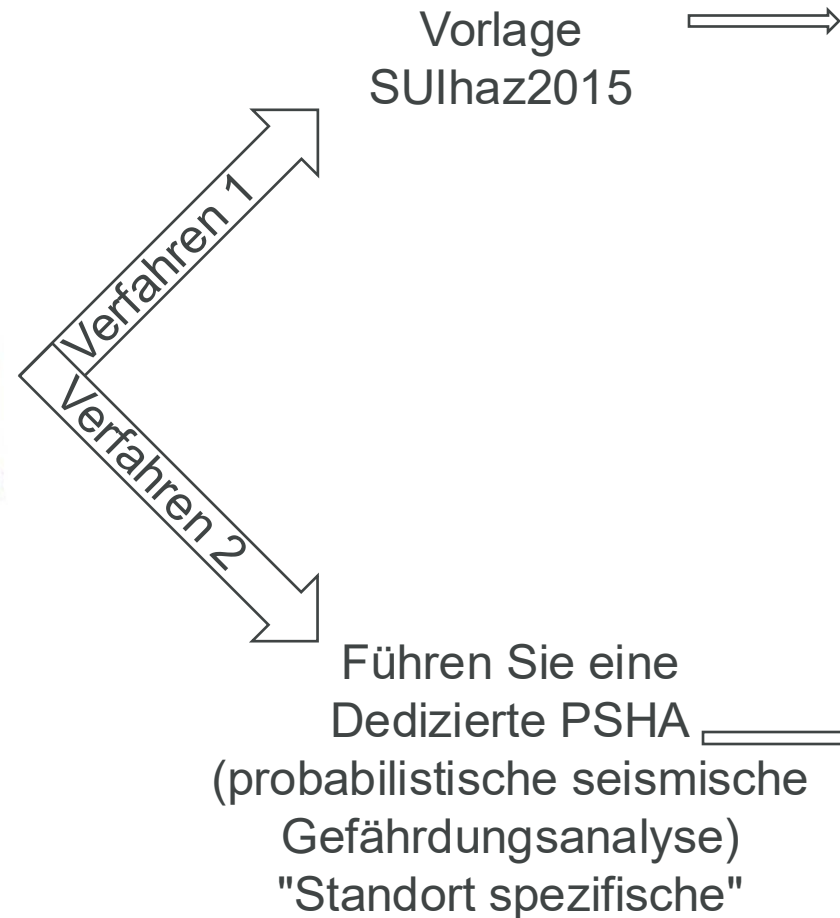 Vorlage
SUIhaz2015
Verfahren 1
Verfahren 2
Führen Sie eine
Dedizierte PSHA
(probabilistische seismische
Gefährdungsanalyse)
"Standort spezifische"